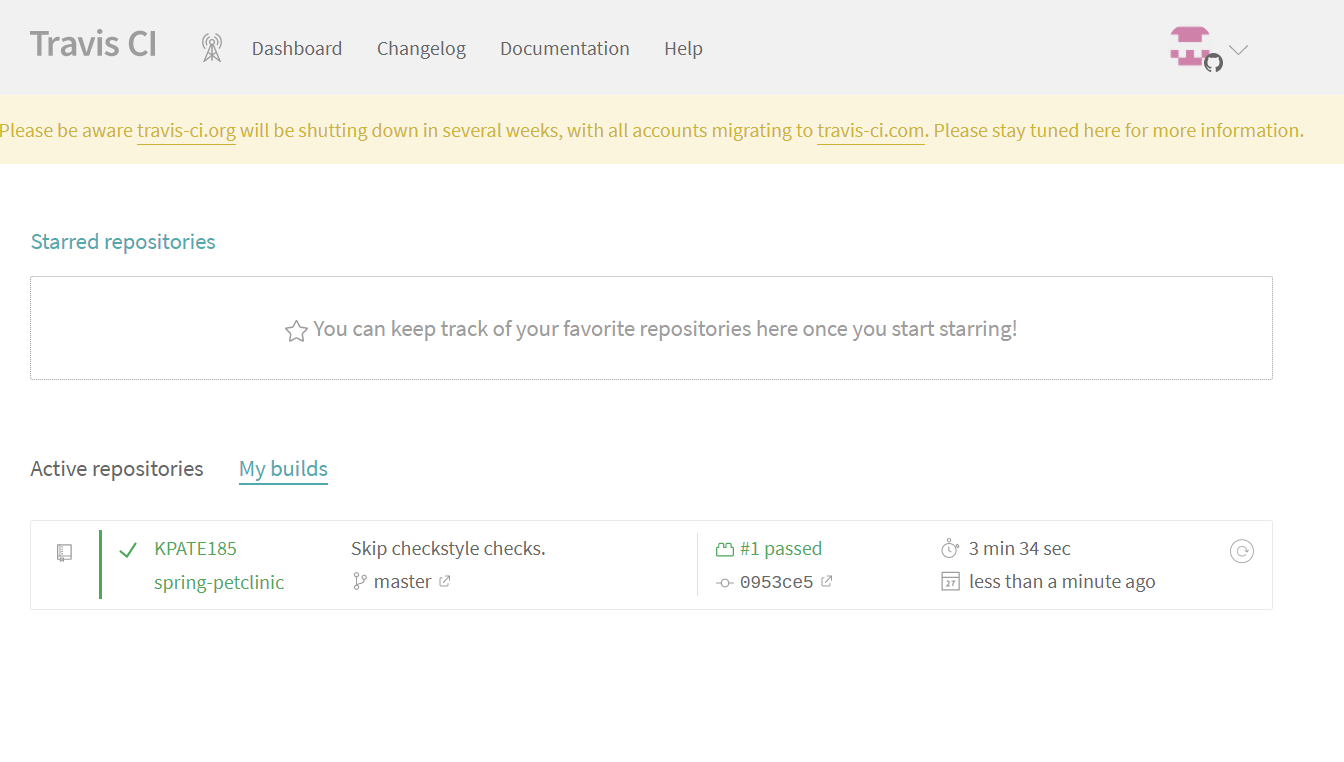 Travis CI
Dashboard Changelog Documentation Help
Please be aware travis-ci.org will be shutting down in several weeks, with all accounts migrating to travis-ci.com. Please stay tuned here for more information.
Starred repositories
You can keep track of your favorite repositories here once you start starring!
Active repositories My builds
KPATE185 Skip checkstyle checks. #1 passed 3 min 34 sec
spring-petclinic master 0953ce5 27 less than a minute ago